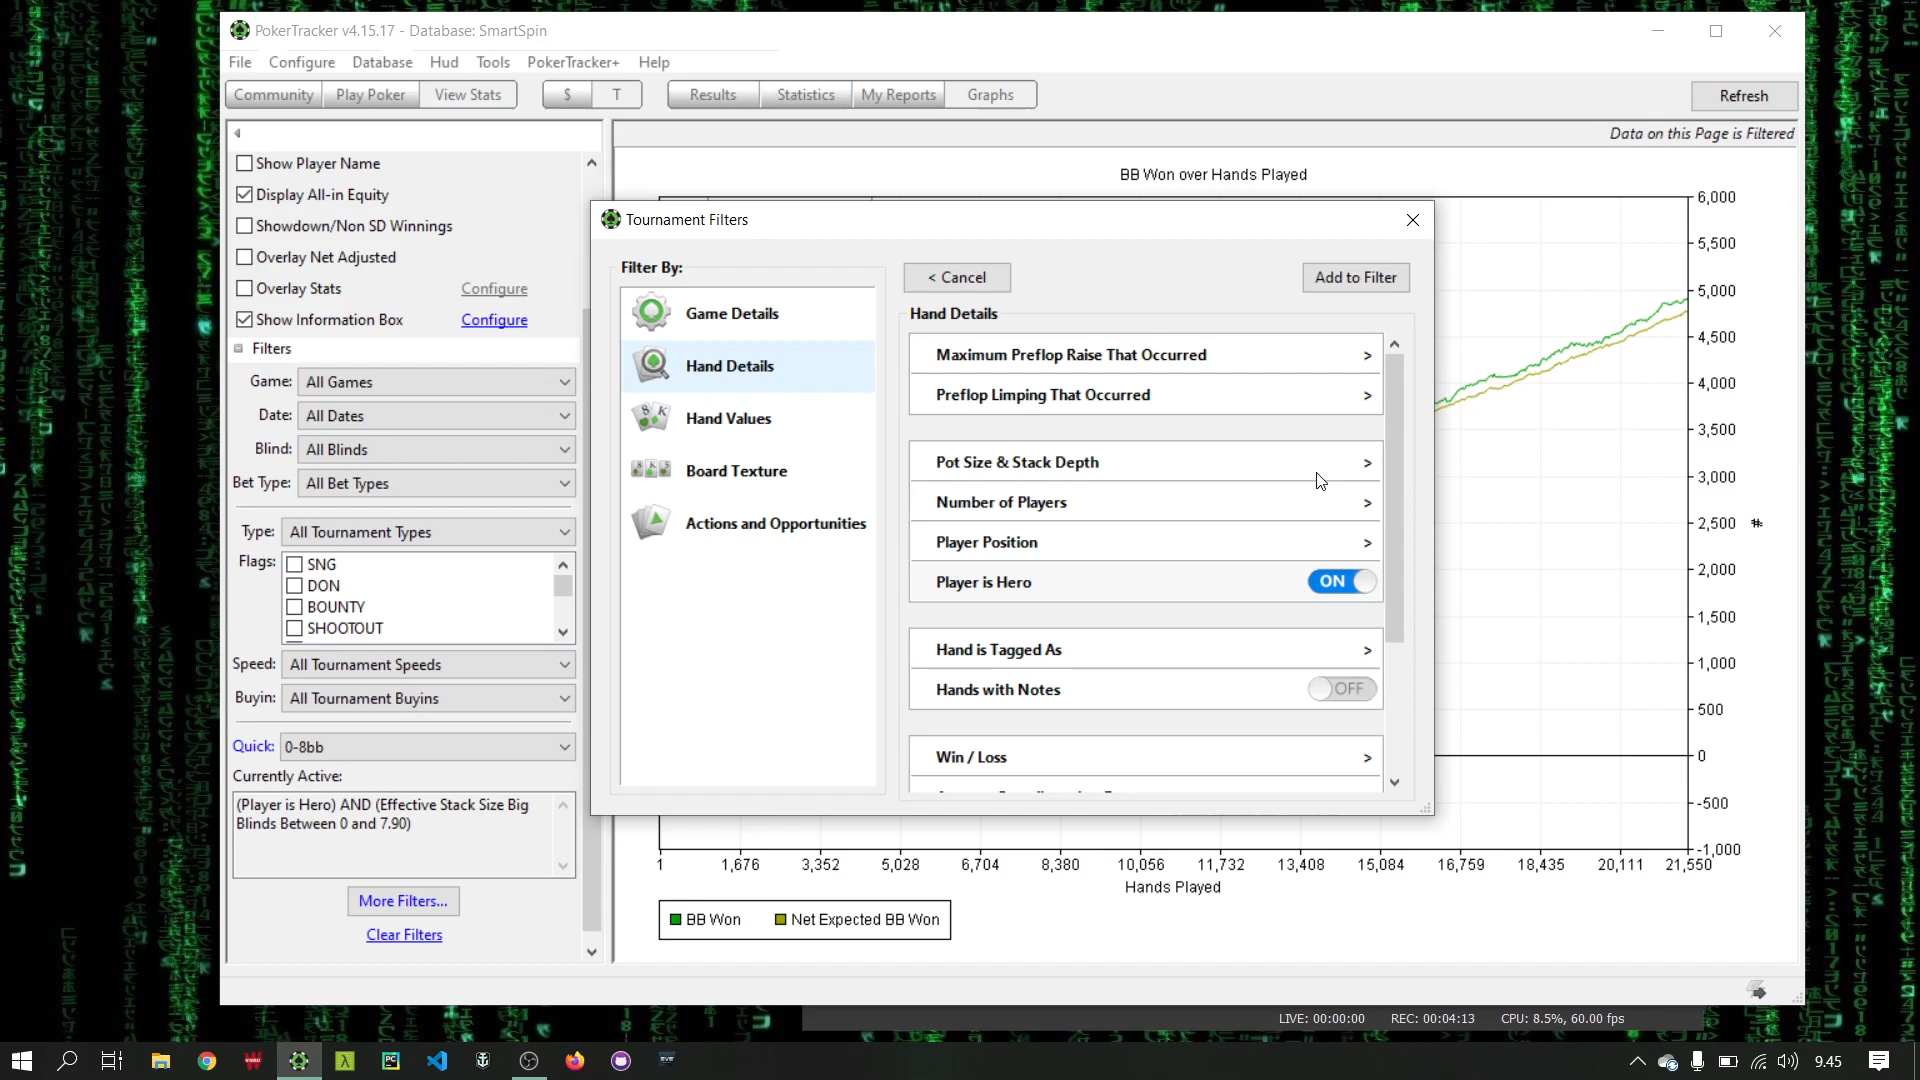 PokerTracker v4.15.17 - Database: SmartSpin
File Configure Database Hud Tools PokerTracker+ Help
Community Play Poker View Stats $ T Results Statistics My Reports Graphs Refresh
Data on this Page is Filtered
Show Player Name
Display All-in Equity
Showdown/Non SD Winnings
Overlay Net Adjusted
Overlay Stats Configure
Show Information Box Configure
Filters
Game: All Games
Date: All Dates
Blind: All Blinds
Bet Type: All Bet Types
Type: All Tournament Types
Flags: SNG
DON
BOUNTY
SHOOTOUT
Speed: All Tournament Speeds
Buyin: All Tournament Buyins
Quick: 0-8bb
Currently Active:
(Player is Hero) AND (Effective Stack Size Big
Blinds Between 0 and 7.90)
More Filters...
Clear Filters
BB Won over Hands Played
Tournament Filters
Filter By:
Game Details
Hand Details
Hand Values
Board Texture
Actions and Opportunities
< Cancel Add to Filter
Hand Details
Maximum Preflop Raise That Occurred >
Preflop Limping That Occurred >
Pot Size & Stack Depth >
Number of Players >
Player Position >
Player is Hero ON
Hand is Tagged As >
Hands with Notes OFF
Win / Loss >
6,000
5,500
5,000
4,500
4,000
3,500
3,000
2,500 #
2,000
1,500
1,000
500
0
-500
-1,000
1 1,676 3,352 5,028 6,704 8,380 10,056 11,732 13,408 15,084 16,759 18,435 20,111 21,550
Hands Played
BB Won Net Expected BB Won
LIVE: 00:00:00 REC: 00:04:13 CPU: 8.5%, 60.00 fps
9.45